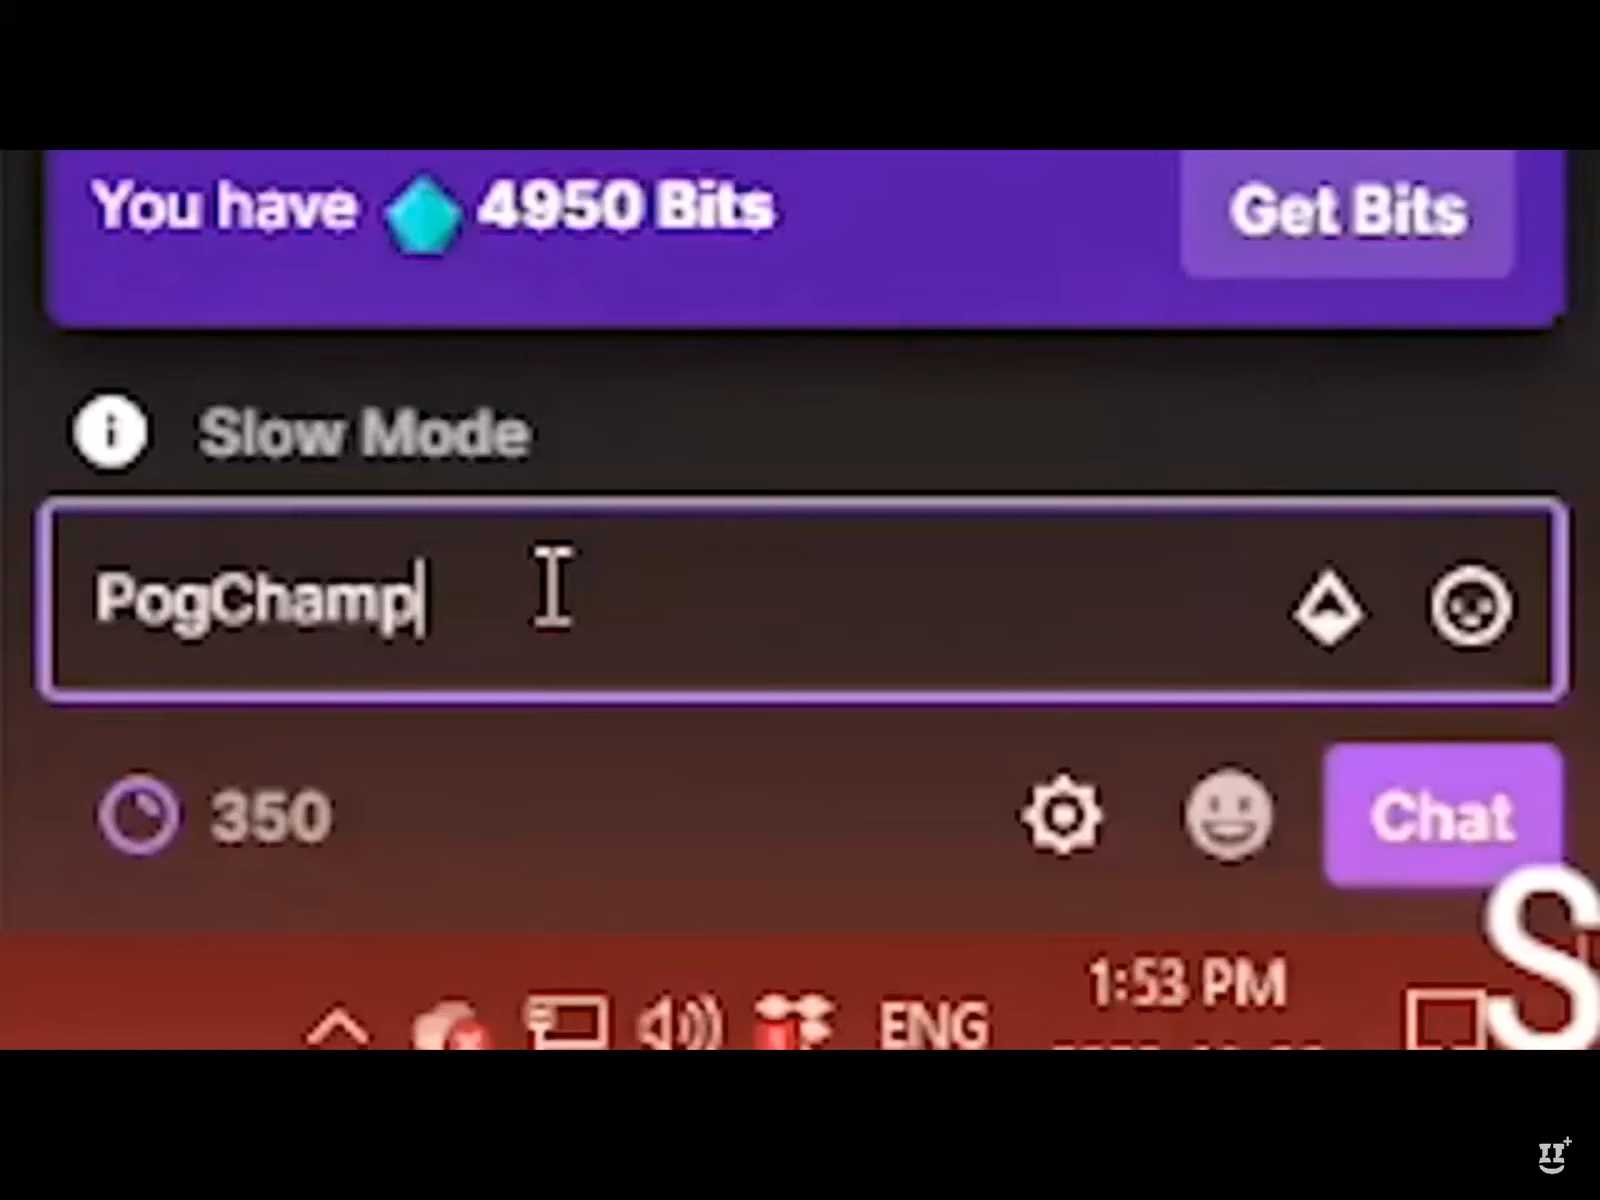 You have 4950 Bits
Get Bits
Slow Mode
PogChamp
350
Chat
S
1:53 PM
ENG